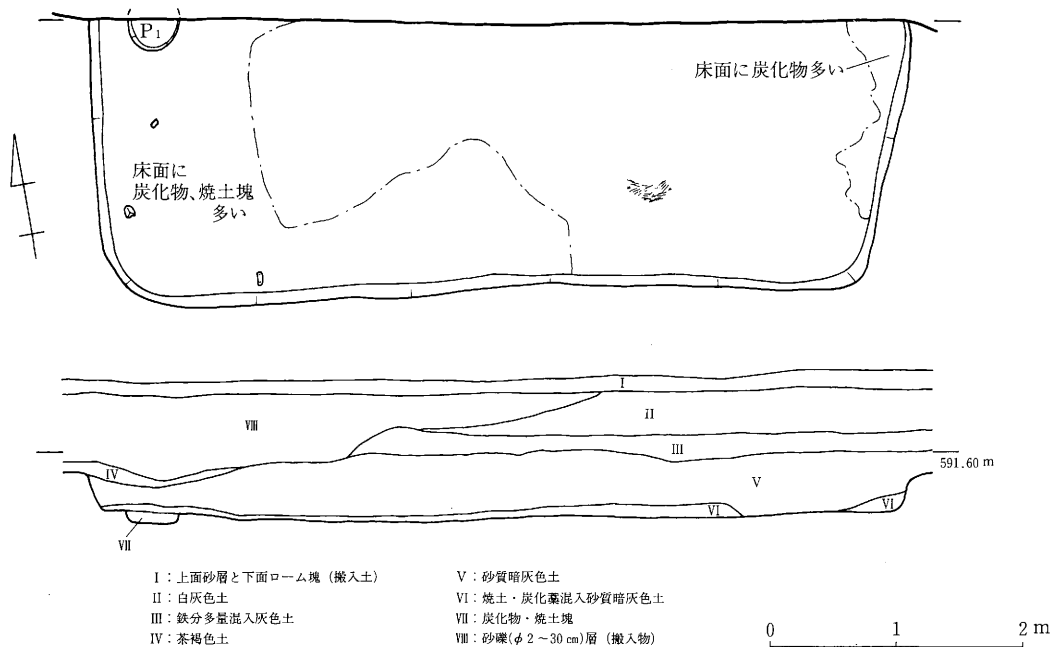 P1
床面に炭化物多い
床面に
炭化物、焼土塊
多い
I
II
VIII
III
IV
V
591.60 m
VI
VI
VII
I：上面砂層と下面ローム塊（搬入土）
II：白灰色土
III：鉄分多量混入灰色土
IV：茶褐色土
V：砂質暗灰色土
VI：焼土・炭化藁混入砂質暗灰色土
VII：炭化物・焼土塊
VIII：砂礫(φ2～30㎝)層（搬入物）
0 1 2 m